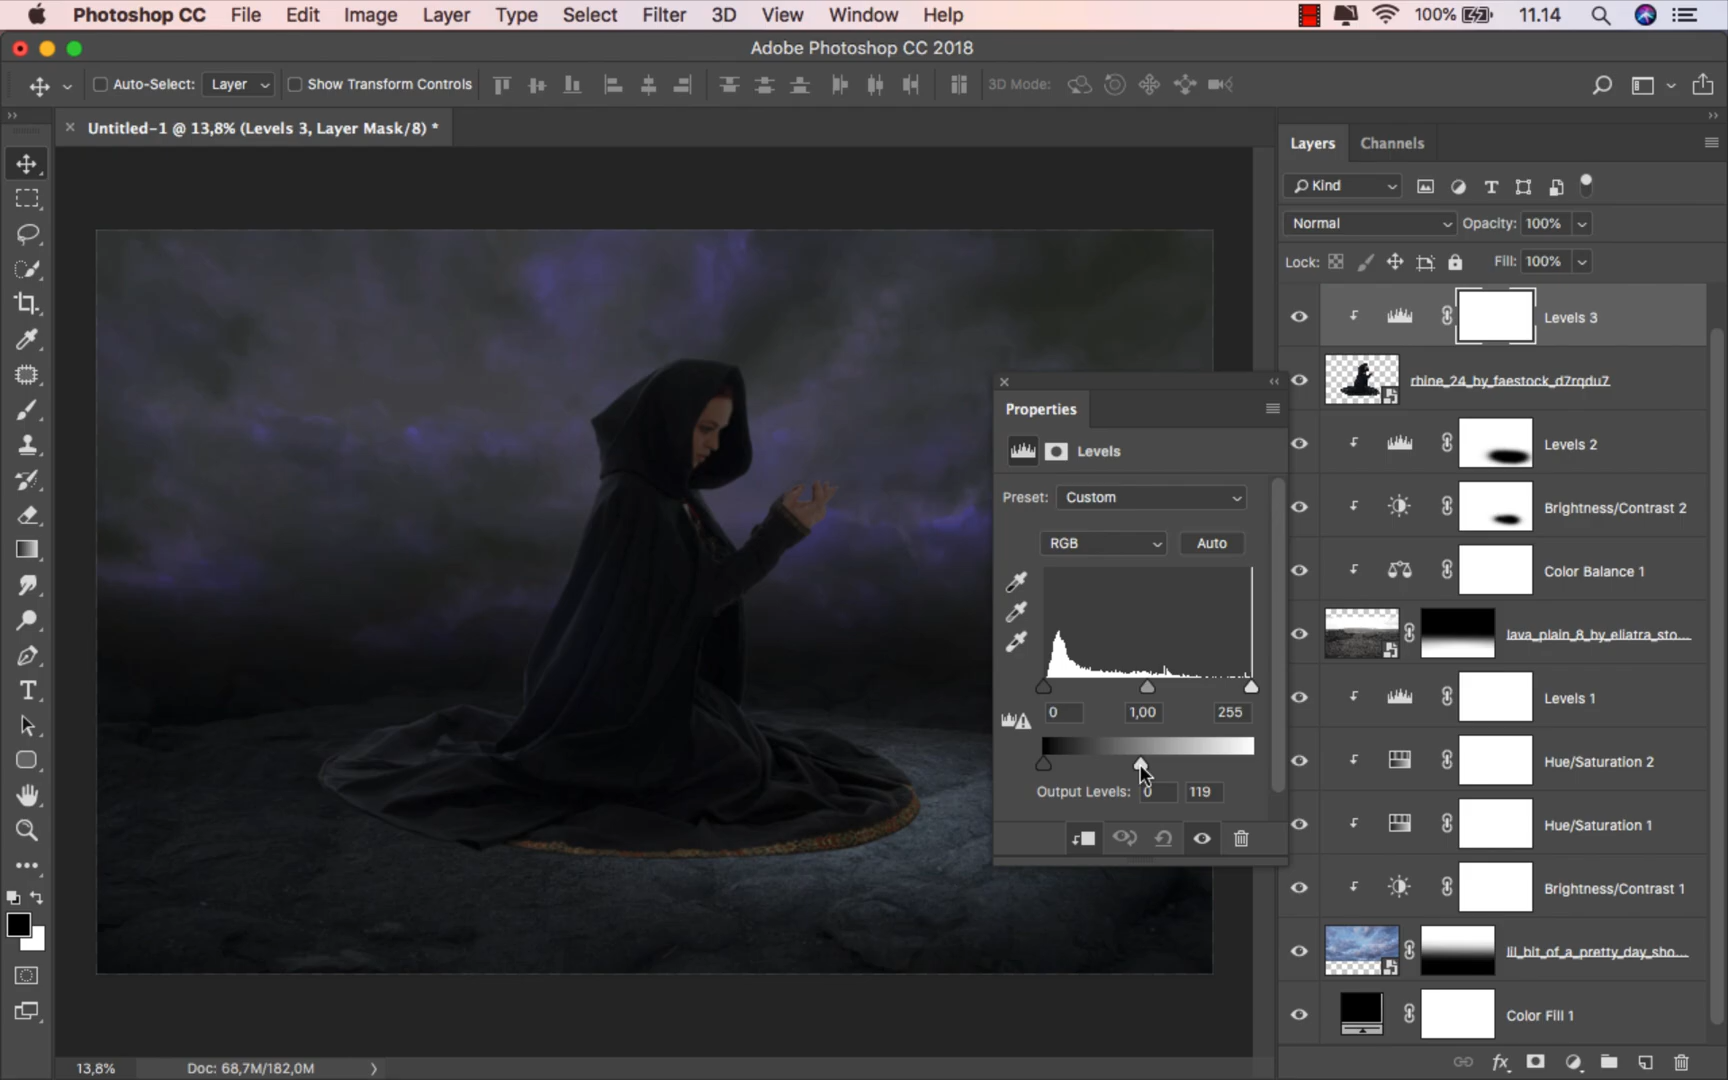 Photoshop CC File Edit Image Layer Type Select Filter 3D View Window Help 100% 11.14
Adobe Photoshop CC 2018
Auto-Select: Layer Show Transform Controls 3D Mode:
Untitled-1 @ 13,8% (Levels 3, Layer Mask/8) *
Layers Channels
Kind
Normal Opacity: 100%
Lock: Fill: 100%
Levels 3
rhine_24_by_faestock_d7rqdu7
Levels 2
Brightness/Contrast 2
Color Balance 1
lava_plain_8_by_ellatra_sto...
Levels 1
Hue/Saturation 2
Hue/Saturation 1
Brightness/Contrast 1
lil_bit_of_a_pretty_day_sho...
Color Fill 1
Properties
Levels
Preset: Custom
RGB Auto
0 1,00 255
Output Levels: 0 119
13,8% Doc: 68,7M/182,0M